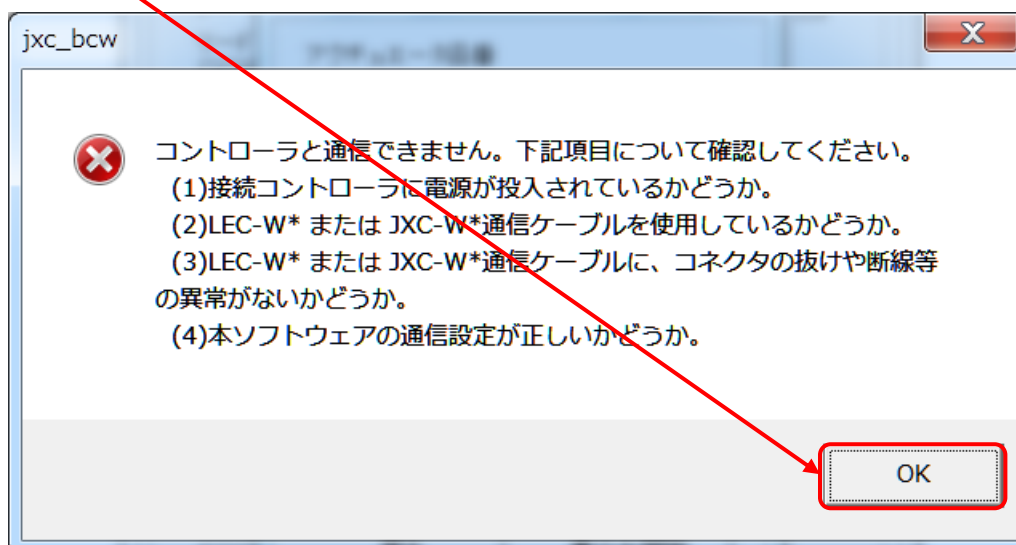 jxc_bcw
コントローラと通信できません。下記項目について確認してください。
(1)接続コントローラに電源が投入されているかどうか。
(2)LEC-W* または JXC-W*通信ケーブルを使用しているかどうか。
(3)LEC-W* または JXC-W*通信ケーブルに、コネクタの抜けや断線等
の異常がないかどうか。
(4)本ソフトウェアの通信設定が正しいかどうか。
OK